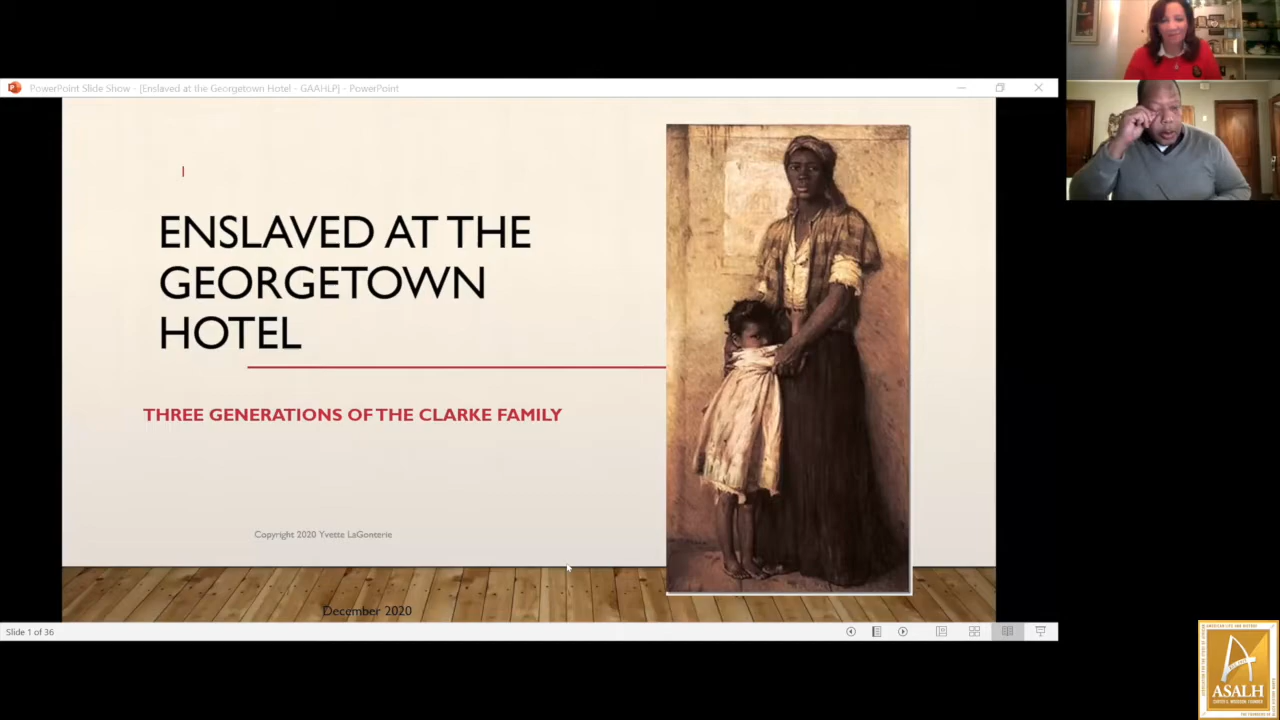 PowerPoint Slide Show - [Enslaved at the Georgetown Hotel - GAAHLP] - PowerPoint
ENSLAVED AT THE
GEORGETOWN
HOTEL
THREE GENERATIONS OF THE CLARKE FAMILY
Copyright 2020 Yvette LaGonterie
December 2020
Slide 1 of 36
ASALH